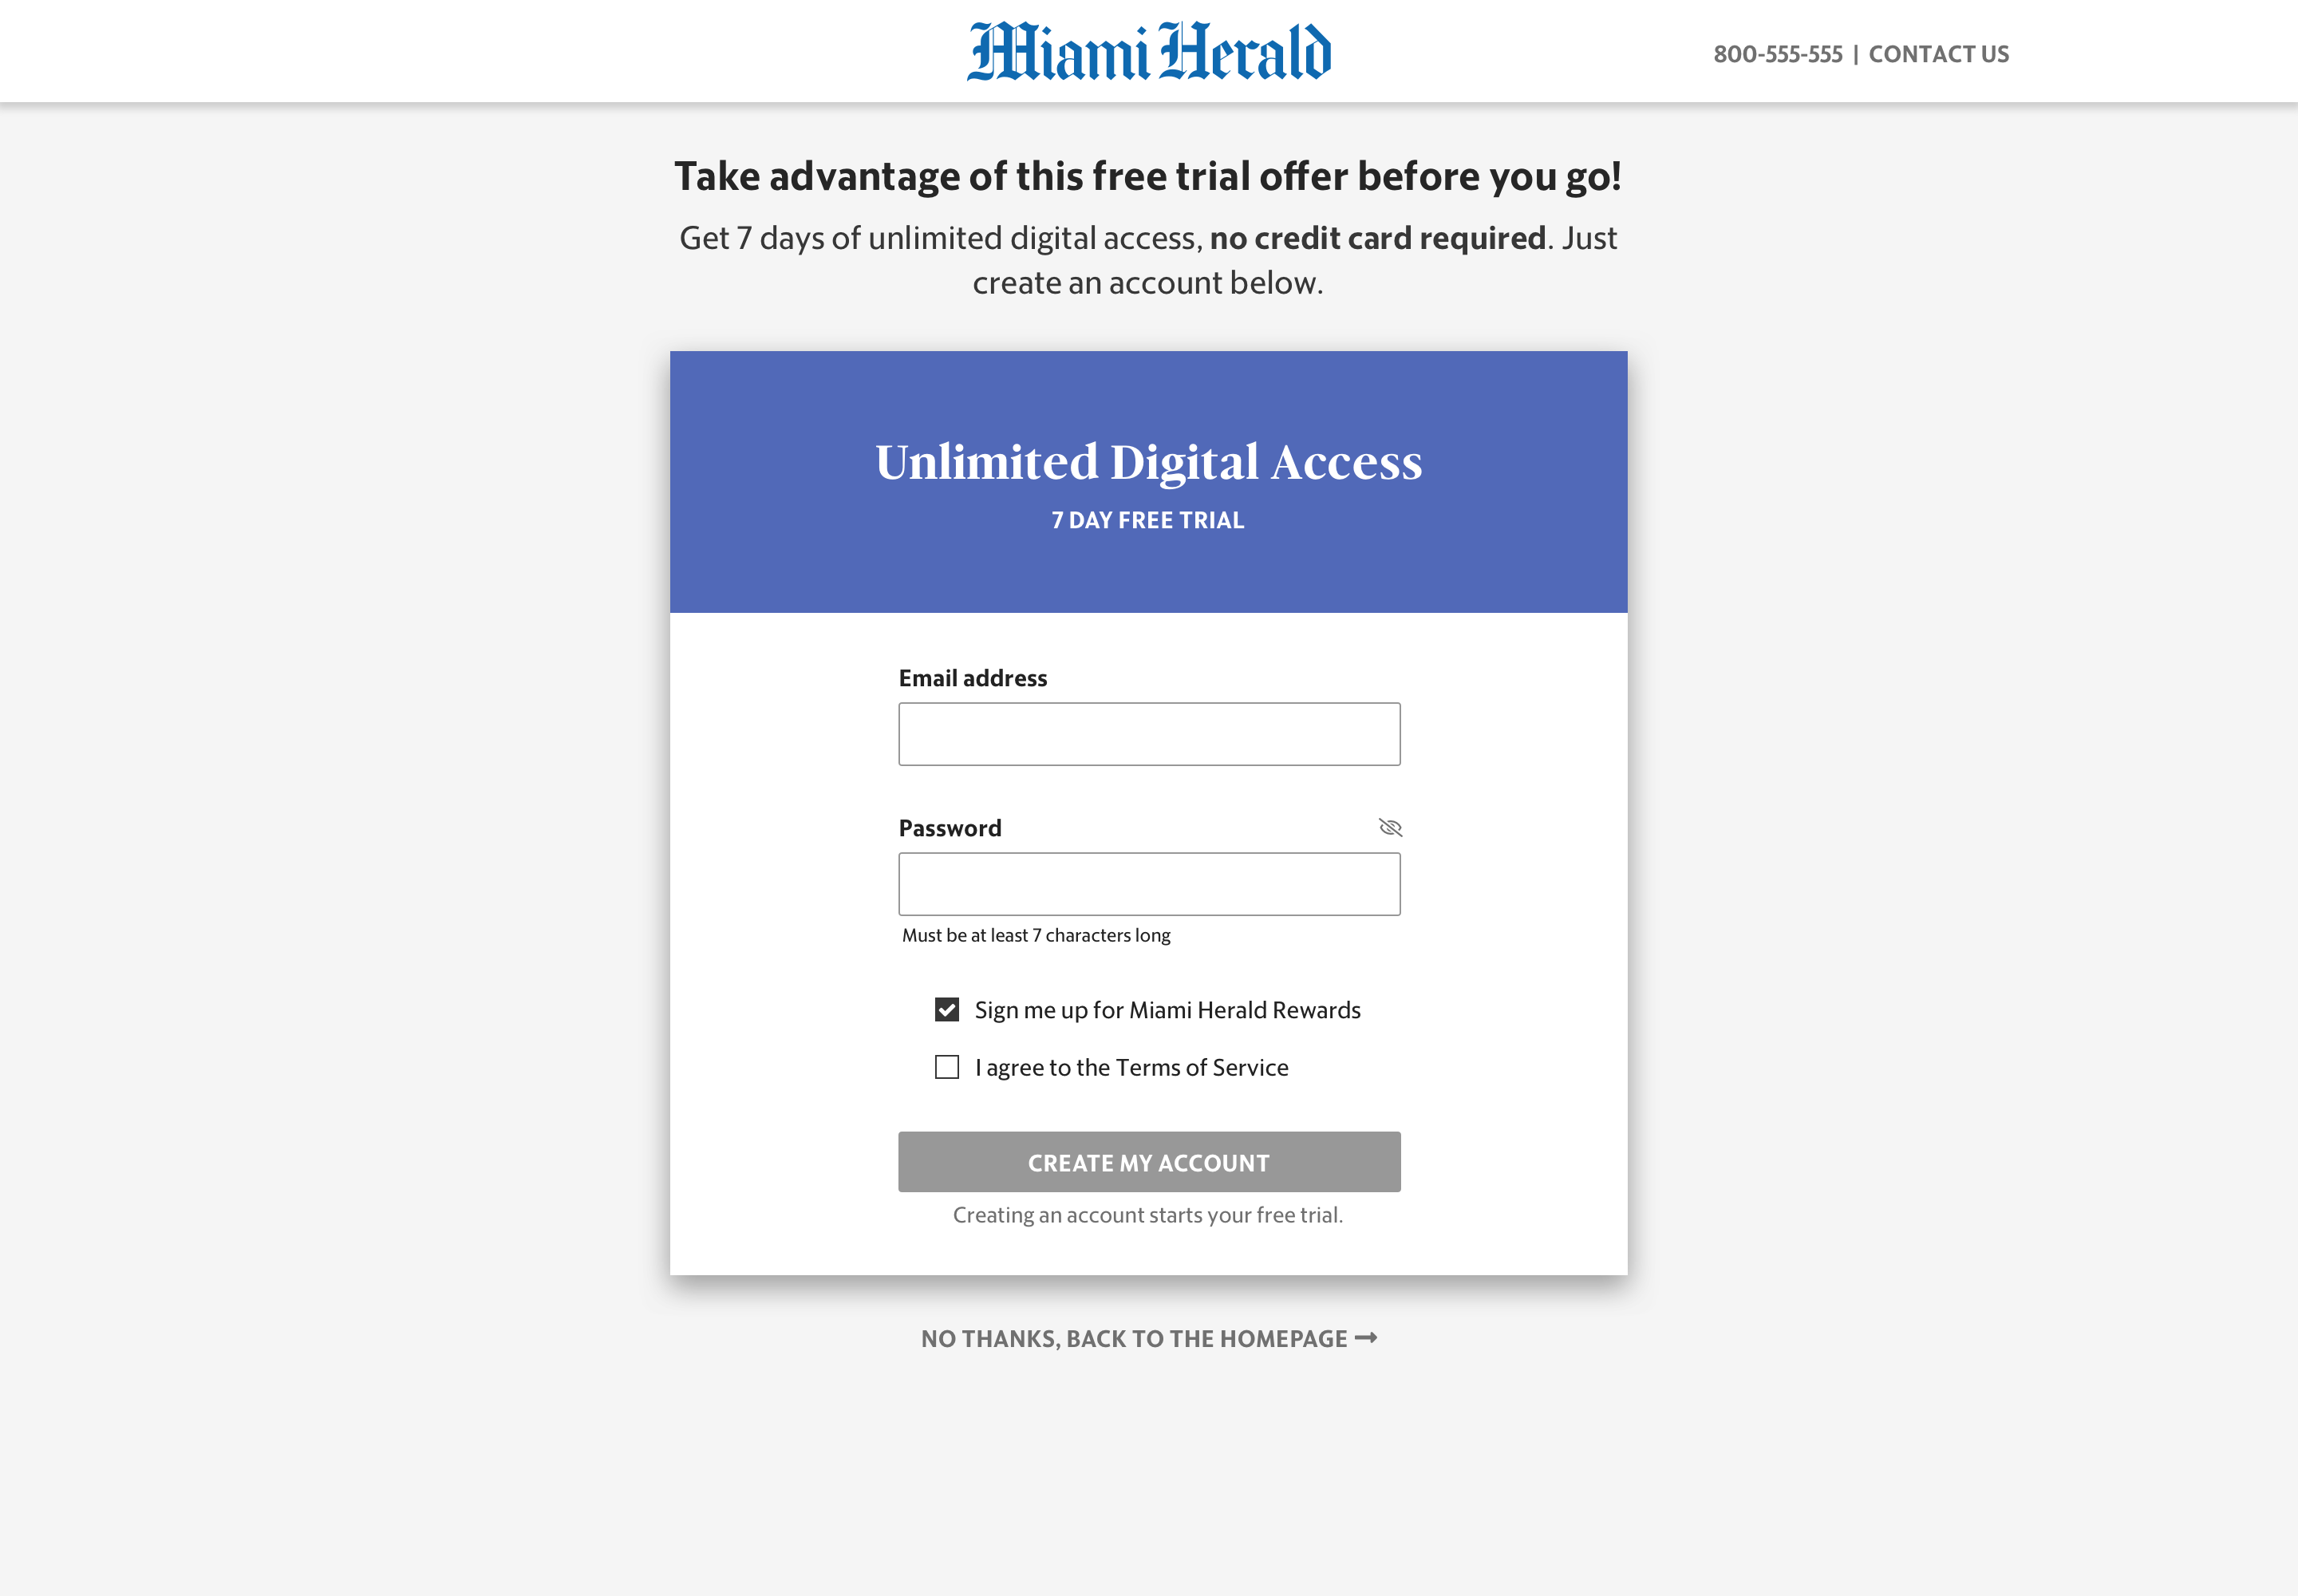 Miami Herald
800-555-555 | CONTACT US
Take advantage of this free trial offer before you go!
Get 7 days of unlimited digital access, no credit card required. Just
create an account below.
Unlimited Digital Access
7 DAY FREE TRIAL
Email address
Password
Must be at least 7 characters long
Sign me up for Miami Herald Rewards
I agree to the Terms of Service
CREATE MY ACCOUNT
Creating an account starts your free trial.
NO THANKS, BACK TO THE HOMEPAGE